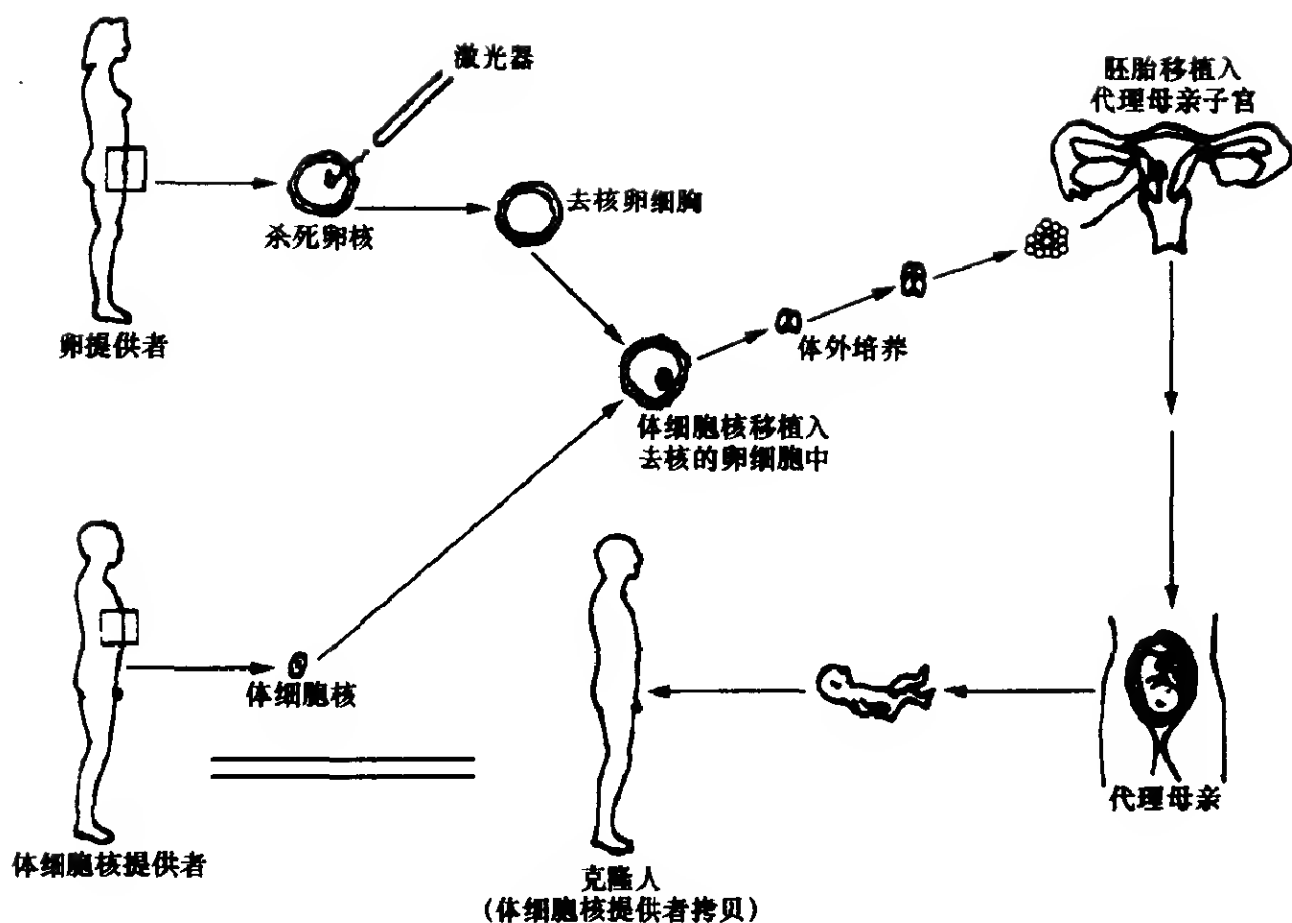 激光器
胚胎移植入
代理母亲子宫
去核卵细胞
杀死卵核
卵提供者
体外培养
体细胞核移植入
去核的卵细胞中
体细胞核
代理母亲
体细胞核提供者
克隆人
(体细胞核提供者拷贝)